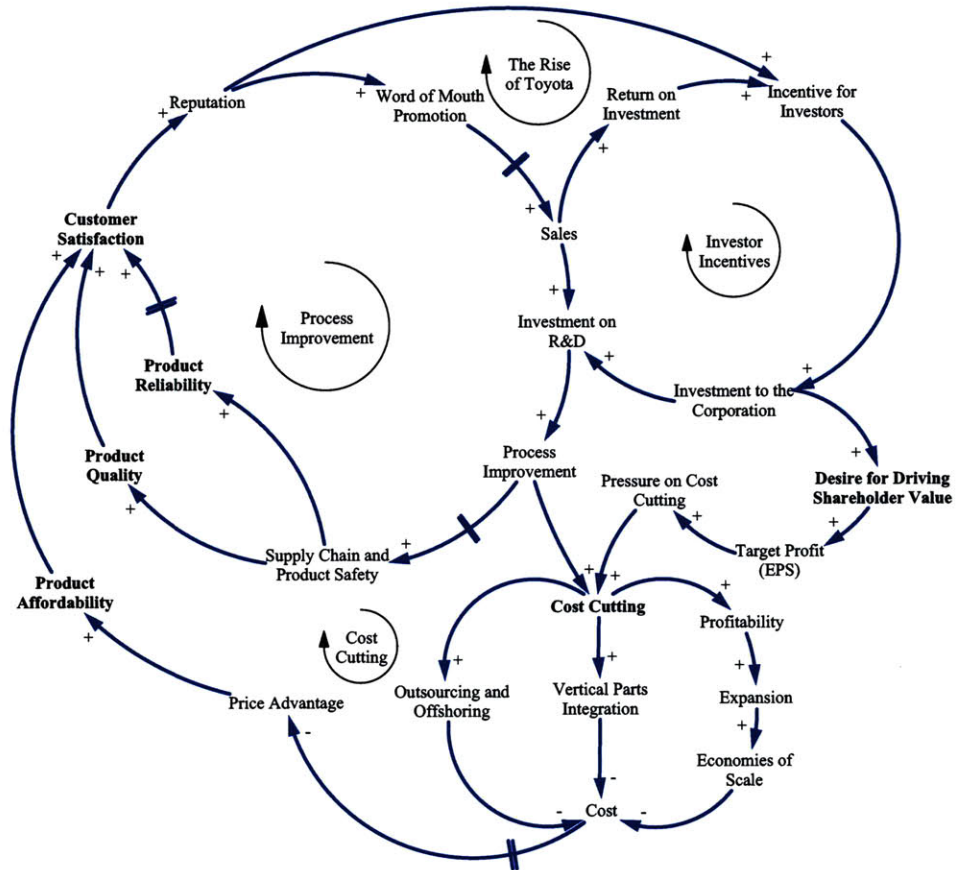 The Rise
of Toyota
Reputation
Word of Mouth
Promotion
Return on
Investment
Incentive for
Investors
+
+
+
+
+
+
+
Customer
Satisfaction
Sales
Investor
Incentives
+
+
+
+
Process
Improvement
Investment on
R&D
+
+
Product
Reliability
Investment to the
Corporation
+
+
+
Product
Quality
Process
Improvement
Pressure on Cost
Cutting
Desire for Driving
Shareholder Value
+
+
+
+
Supply Chain and
Product Safety
Target Profit
(EPS)
Product
Affordability
+
+
+
+
Cost Cutting
Cost
Cutting
Profitability
+
+
+
Price Advantage
Outsourcing and
Offshoring
Vertical Parts
Integration
Expansion
-
+
Economies of
Scale
-
-
-
Cost